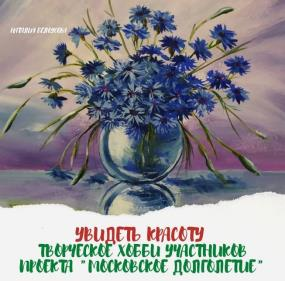 УВИДЕТЬ КРАСОТУ
ТВОРЧЕСКОЕ ХОББИ УЧАСТНИКОВ
ПРОЕКТА "МОСКОВСКОЕ ДОЛГОЛЕТИЕ"